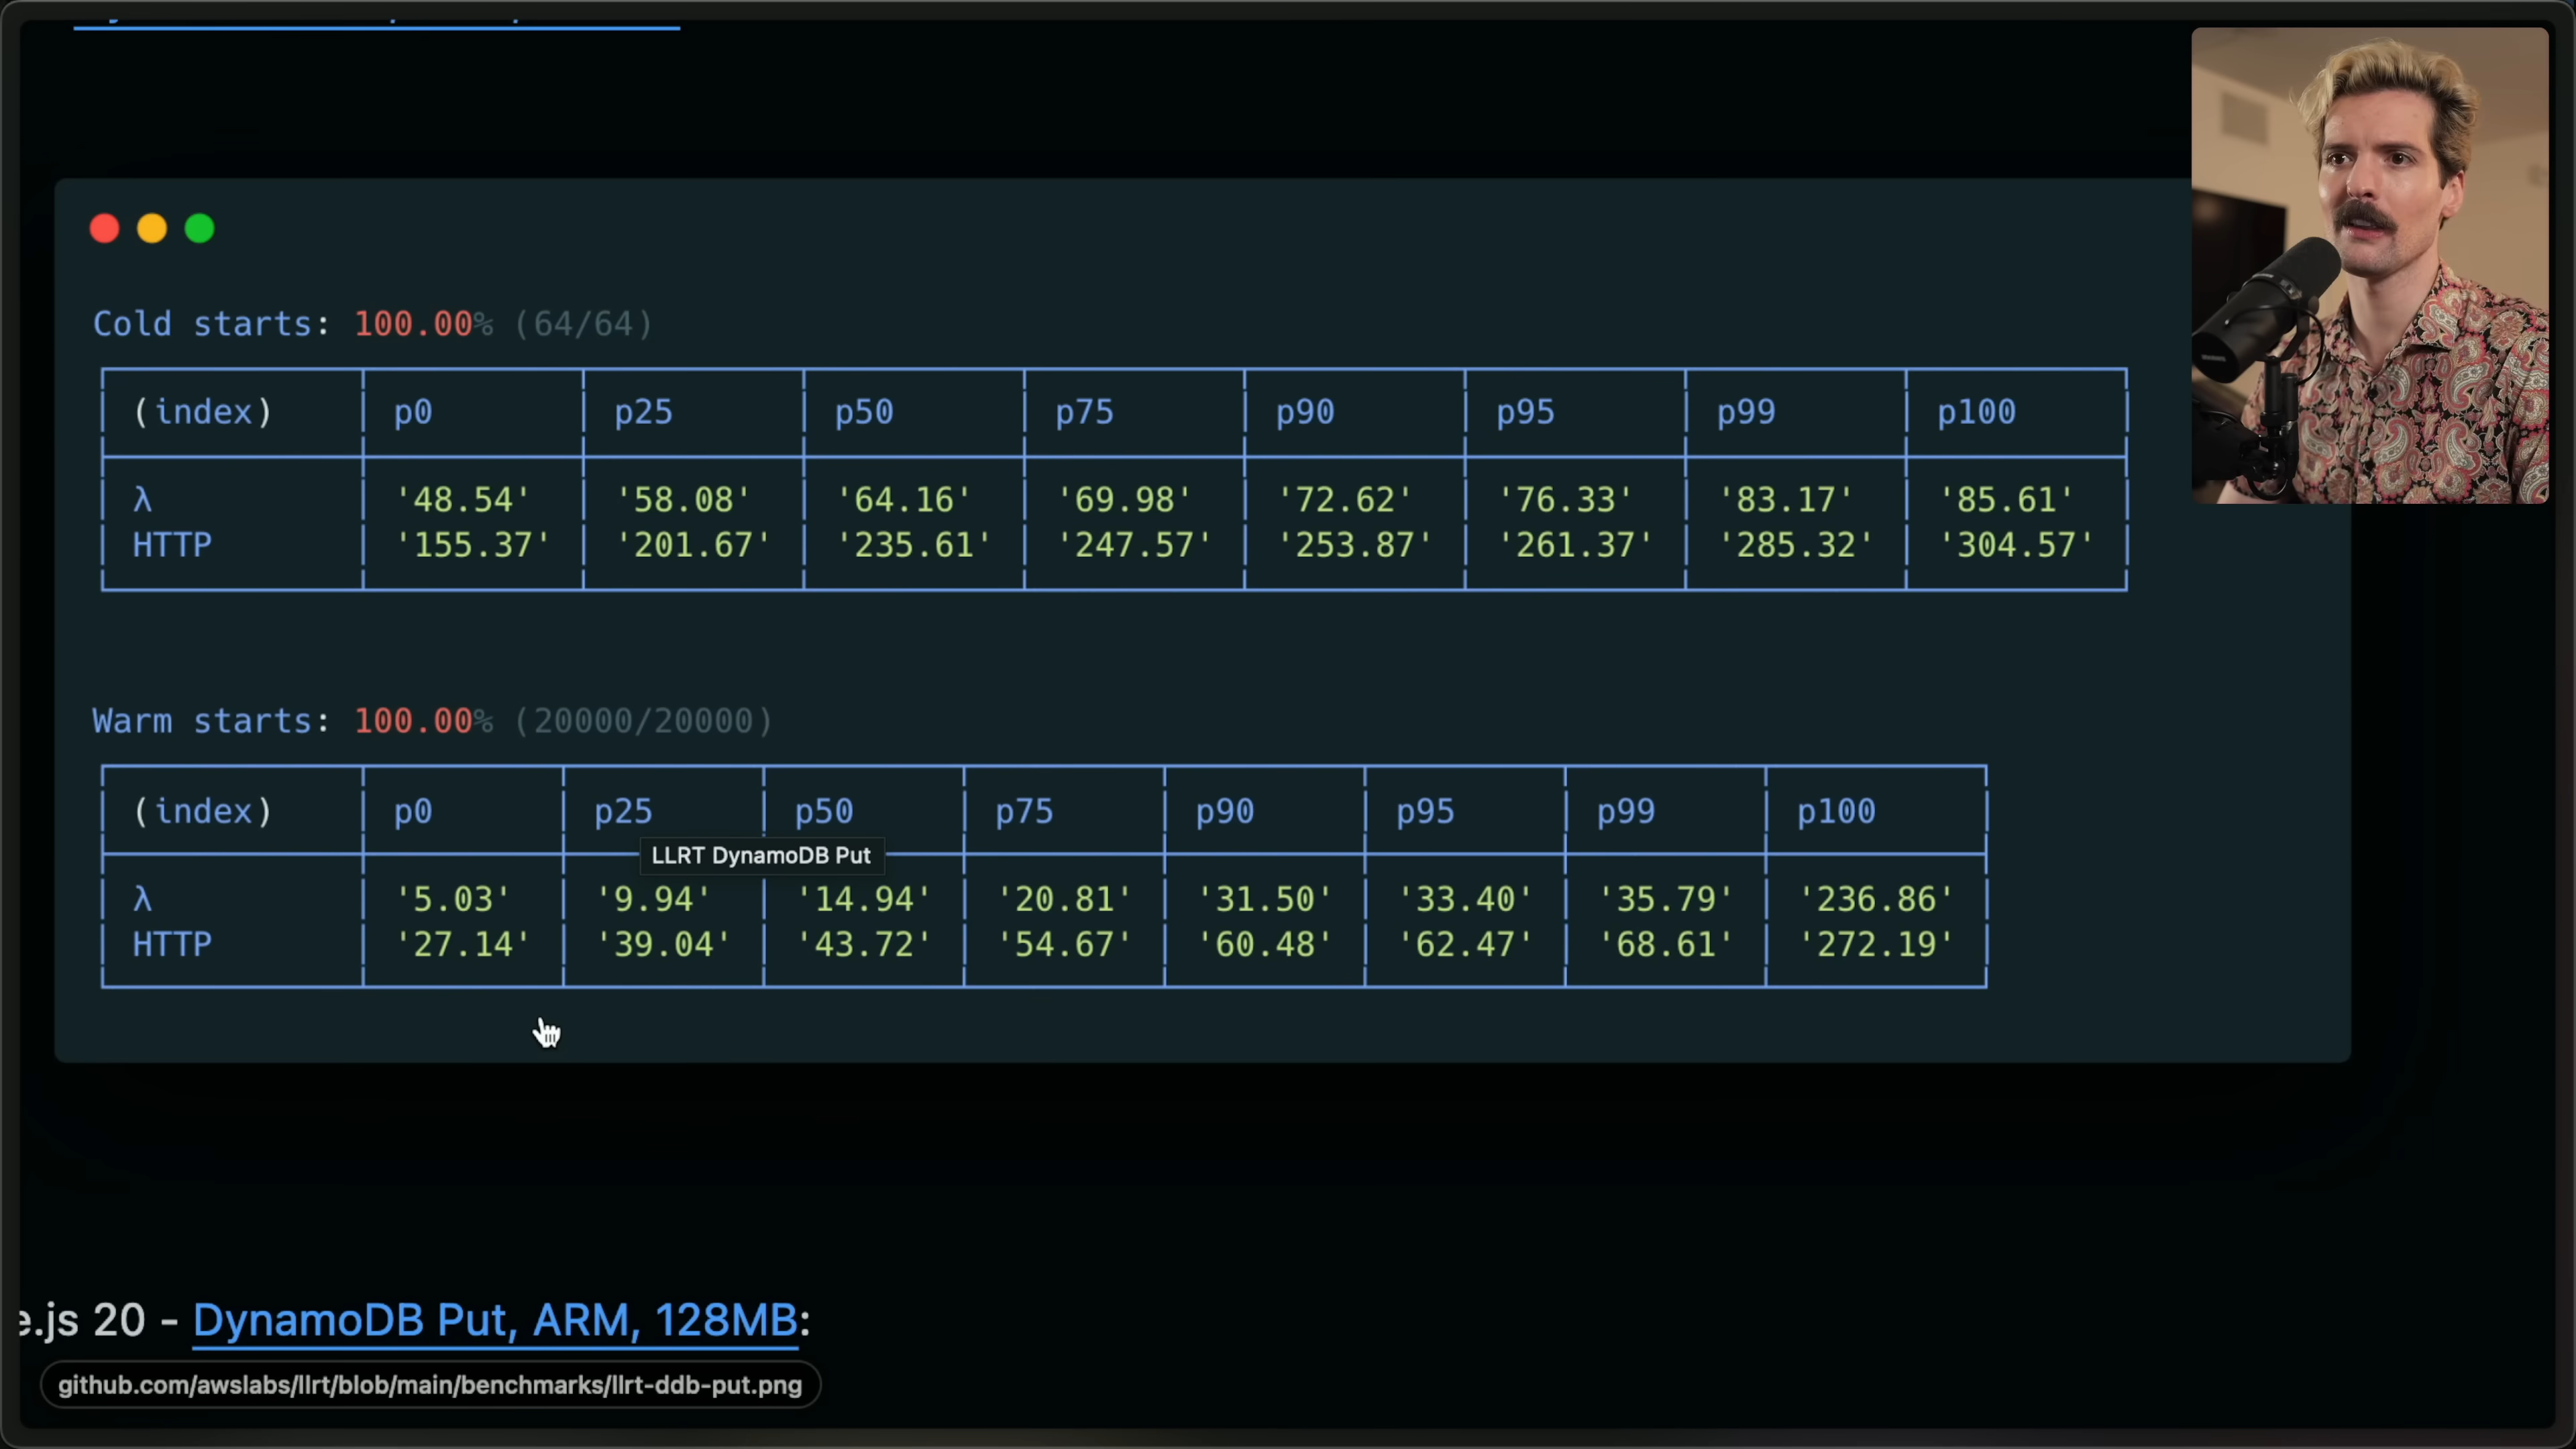 Cold starts: 100.00% (64/64)
(index) p0 p25 p50 p75 p90 p95 p99 p100
λ '48.54' '58.08' '64.16' '69.98' '72.62' '76.33' '83.17' '85.61'
HTTP '155.37' '201.67' '235.61' '247.57' '253.87' '261.37' '285.32' '304.57'
Warm starts: 100.00% (20000/20000)
(index) p0 p25 p50 p75 p90 p95 p99 p100
LLRT DynamoDB Put
λ '5.03' '9.94' '14.94' '20.81' '31.50' '33.40' '35.79' '236.86'
HTTP '27.14' '39.04' '43.72' '54.67' '60.48' '62.47' '68.61' '272.19'
e.js 20 - DynamoDB Put, ARM, 128MB:
github.com/awslabs/llrt/blob/main/benchmarks/llrt-ddb-put.png